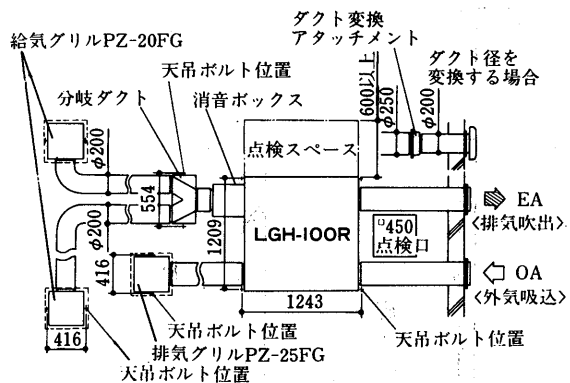 給気グリルPZ-20FG
天吊ボルト位置
分岐ダクト
消音ボックス
ダクト変換
アタッチメント
ダクト径を
変換する場合
600以上
φ250
φ200
点検スペース
φ200
554
φ200
1209
LGH-100R
□450
点検口
EA
<排気吹出>
OA
<外気吸込>
416
416
1243
天吊ボルト位置
天吊ボルト位置
排気グリルPZ-25FG
天吊ボルト位置